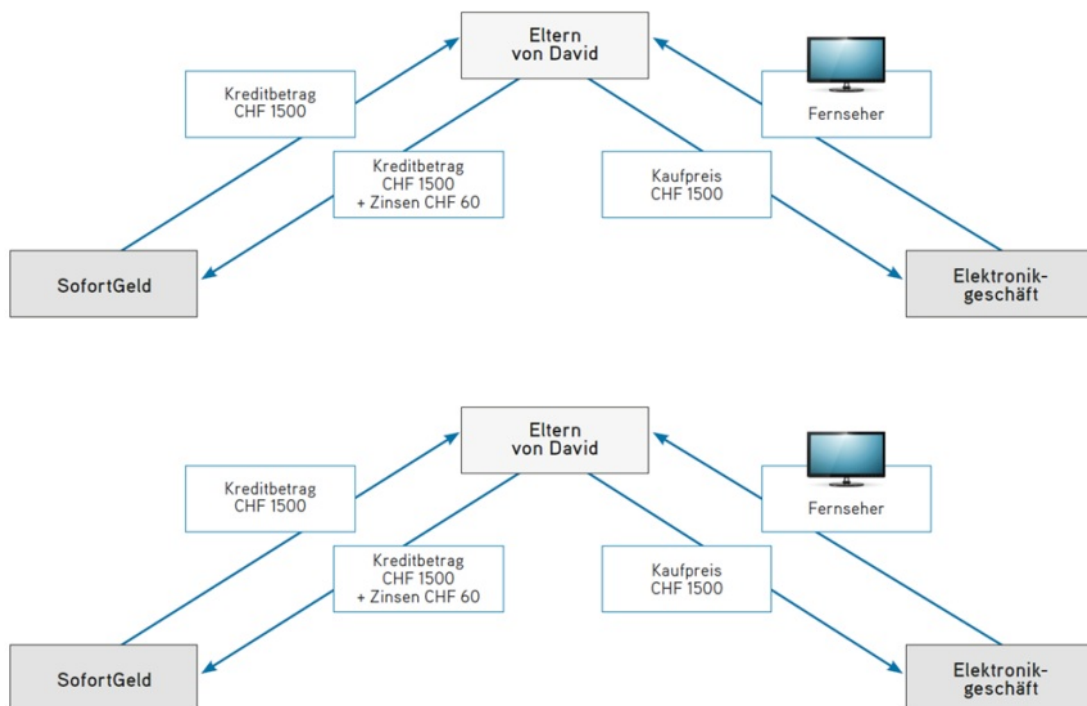 Eltern
von David
Kreditbetrag
CHF 1500
Fernseher
Kreditbetrag
CHF 1500
+ Zinsen CHF 60
Kaufpreis
CHF 1500
SofortGeld
Elektronik-
geschäft
Eltern
von David
Kreditbetrag
CHF 1500
Fernseher
Kreditbetrag
CHF 1500
+ Zinsen CHF 60
Kaufpreis
CHF 1500
SofortGeld
Elektronik-
geschäft